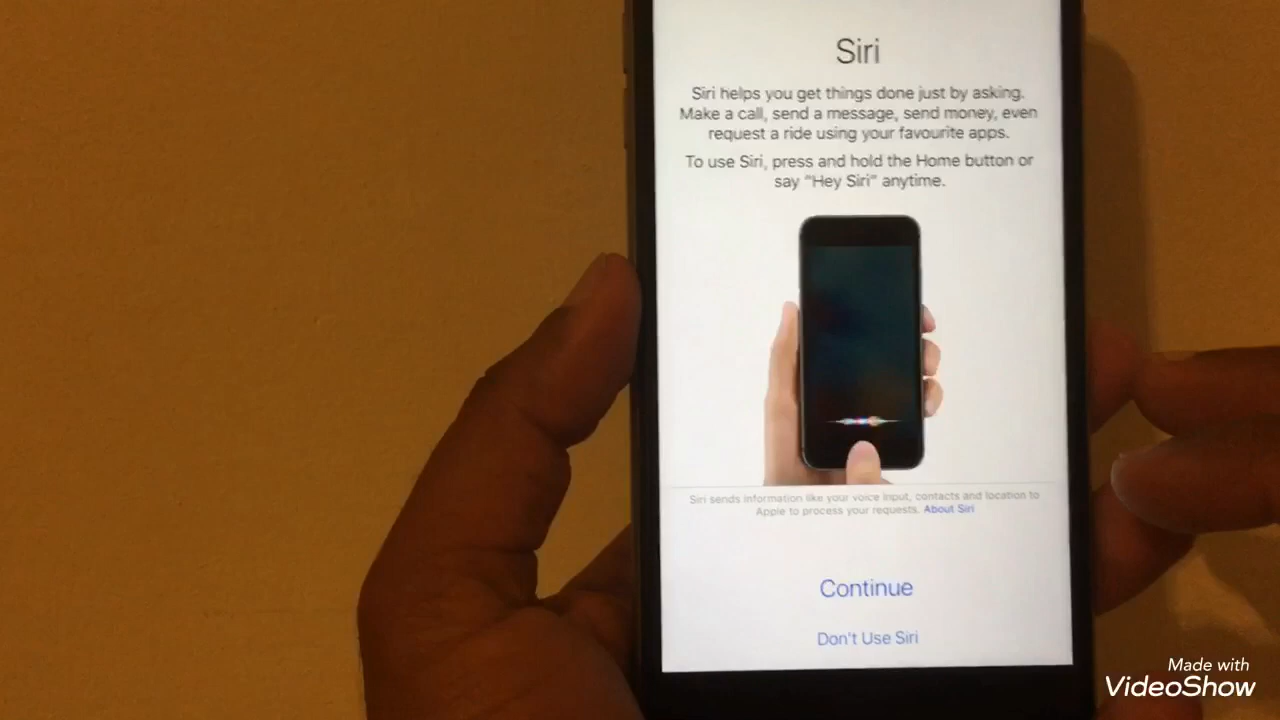 Siri
Siri helps you get things done just by asking.
Make a call, send a message, send money, even
request a ride using your favourite apps.
To use Siri, press and hold the Home button or
say "Hey Siri" anytime.
Siri sends information like your voice input, contacts and location to
Apple to process your requests. About Siri
Continue
Don't Use Siri
Made with
VideoShow